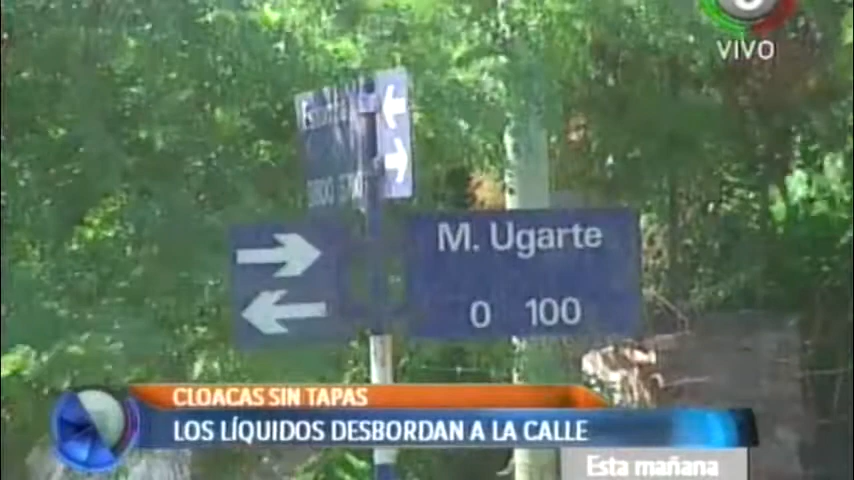 VIVO
M. Ugarte
0 100
CLOACAS SIN TAPAS
LOS LÍQUIDOS DESBORDAN A LA CALLE
Esta mañana